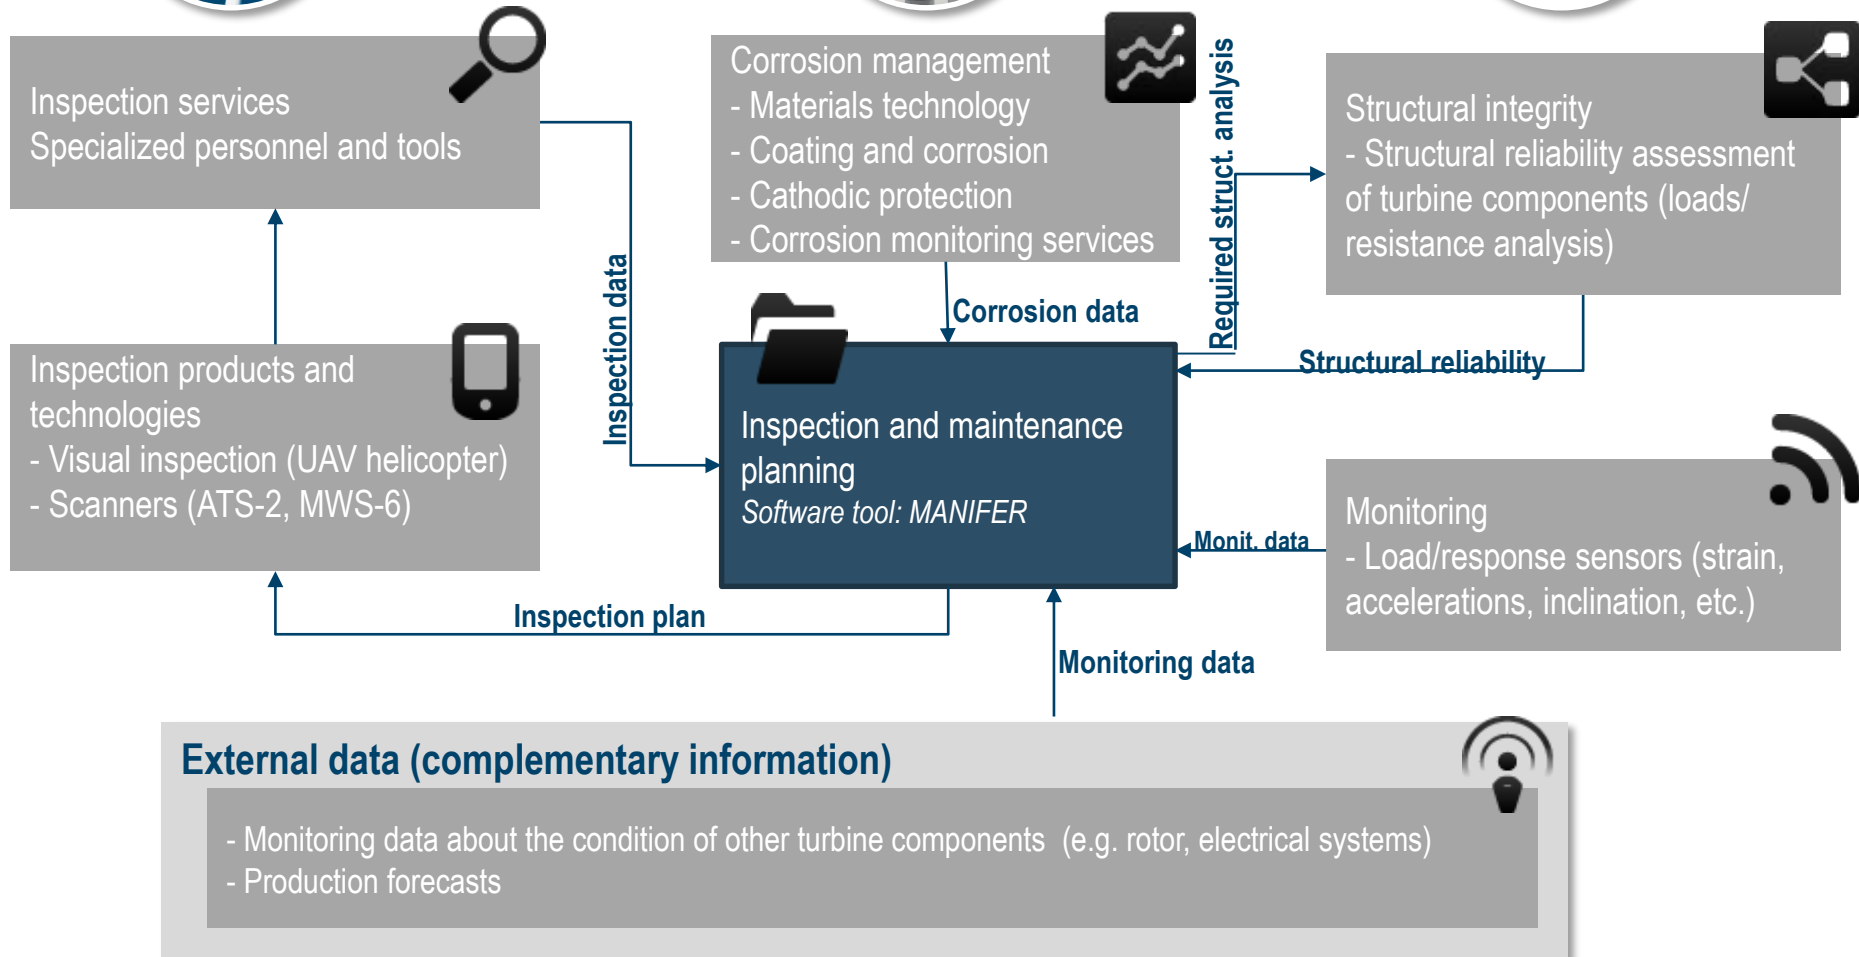 Inspection services
Specialized personnel and tools
Corrosion management
- Materials technology
- Coating and corrosion
- Cathodic protection
- Corrosion monitoring services
Required struct. analysis
Structural integrity
- Structural reliability assessment
of turbine components (loads/
resistance analysis)
Inspection data
Corrosion data
Structural reliability
Inspection products and
technologies
- Visual inspection (UAV helicopter)
- Scanners (ATS-2, MWS-6)
Inspection and maintenance
planning
Software tool: MANIFER
Monit. data
Monitoring
- Load/response sensors (strain,
accelerations, inclination, etc.)
Inspection plan
Monitoring data
External data (complementary information)
- Monitoring data about the condition of other turbine components  (e.g. rotor, electrical systems)
- Production forecasts